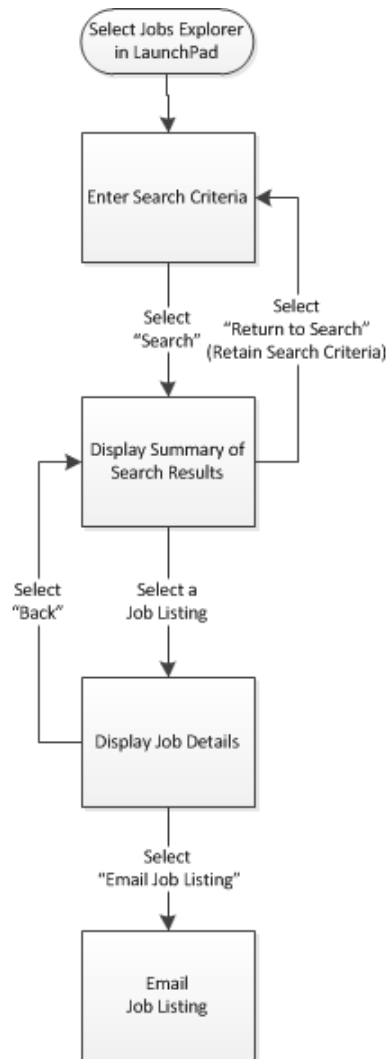 Select Jobs Explorer
in LaunchPad
Enter Search Criteria
Select
“Search”
Select
“Return to Search”
(Retain Search Criteria)
Display Summary of
Search Results
Select
“Back”
Select a
Job Listing
Display Job Details
Select
“Email Job Listing”
Email
Job Listing